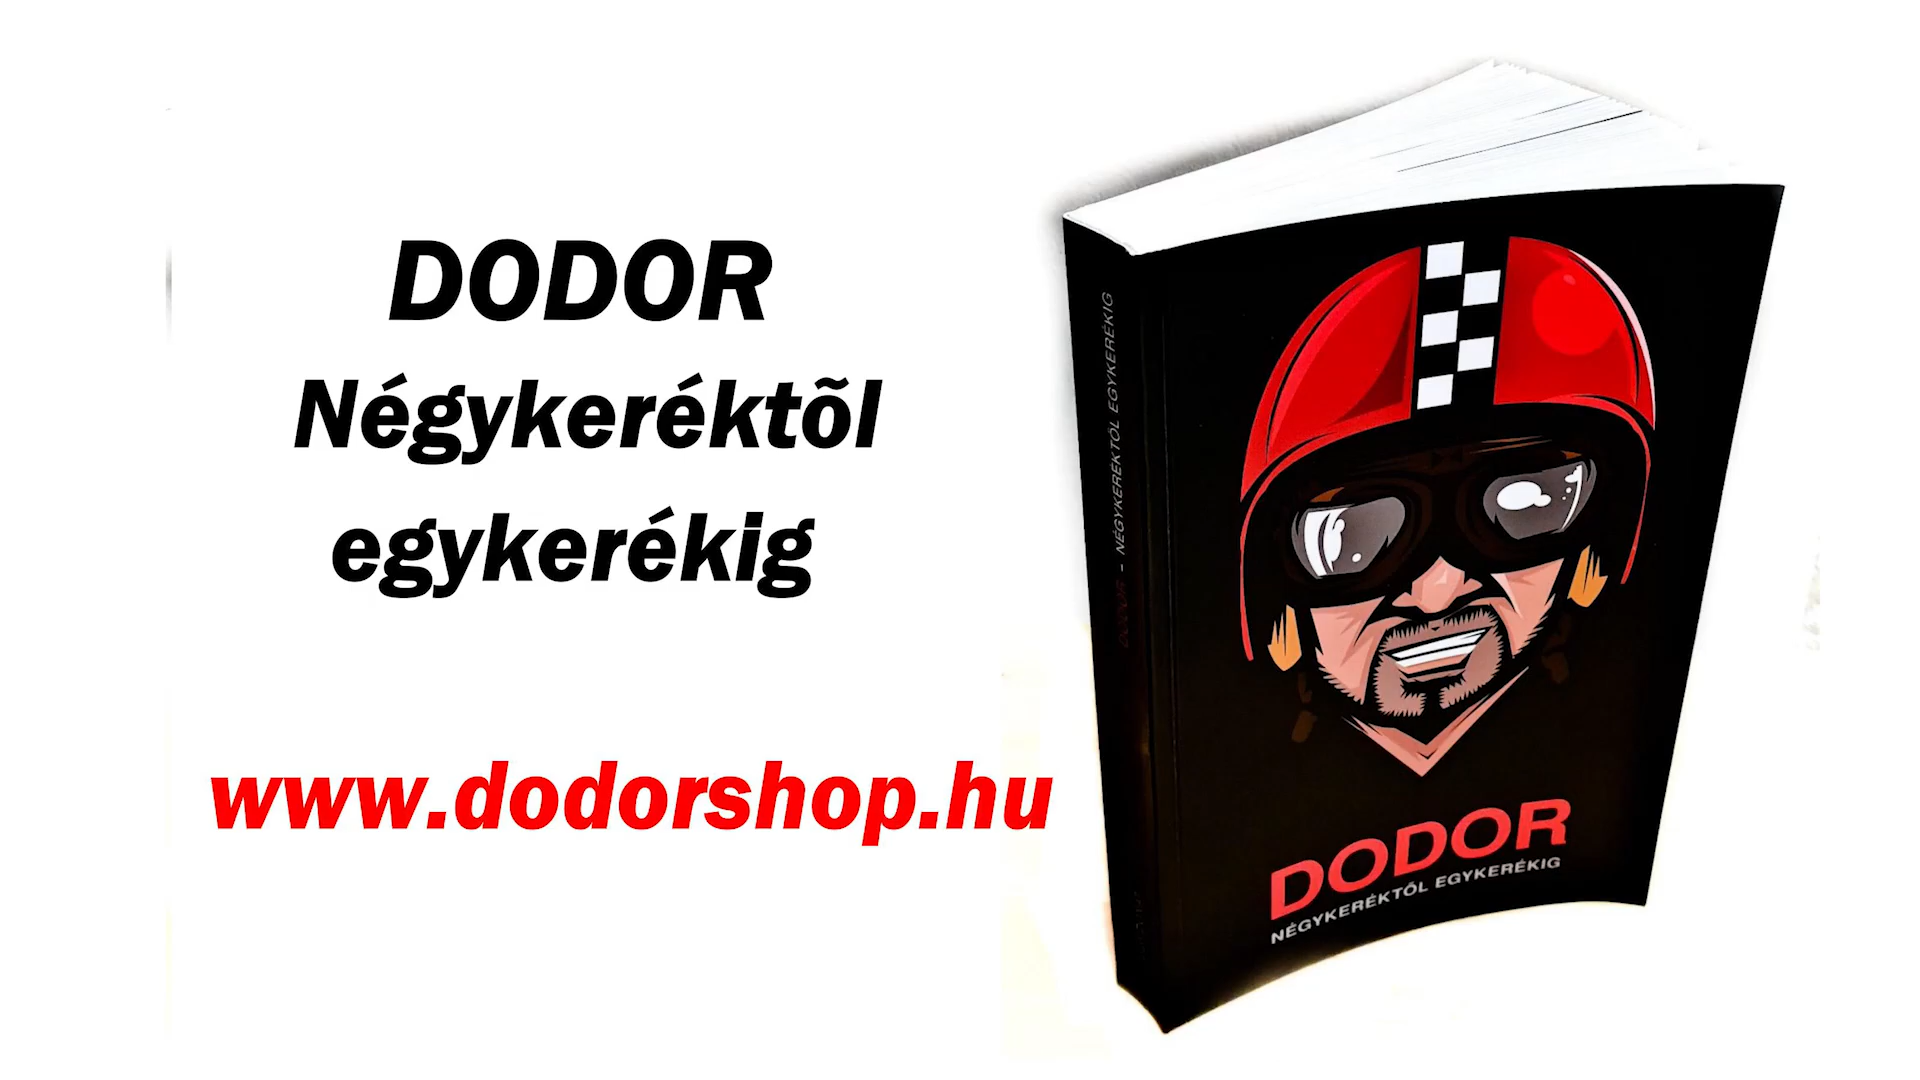 DODOR
Négykeréktõl
egykerékig
www.dodorshop.hu
DODOR - NÉGYKERÉKTŐL EGYKERÉKIG
DODOR
NÉGYKERÉKTŐL EGYKERÉKIG